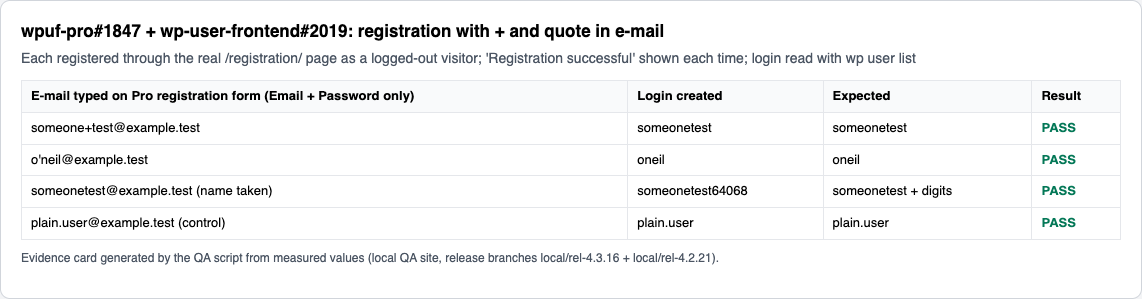 wpuf-pro#1847 + wp-user-frontend#2019: registration with + and quote in e-mail
Each registered through the real /registration/ page as a logged-out visitor; 'Registration successful' shown each time; login read with wp user list
E-mail typed on Pro registration form (Email + Password only) Login created Expected Result
someone+test@example.test someonetest someonetest PASS
o'neil@example.test oneil oneil PASS
someonetest@example.test (name taken) someonetest64068 someonetest + digits PASS
plain.user@example.test (control) plain.user plain.user PASS
Evidence card generated by the QA script from measured values (local QA site, release branches local/rel-4.3.16 + local/rel-4.2.21).